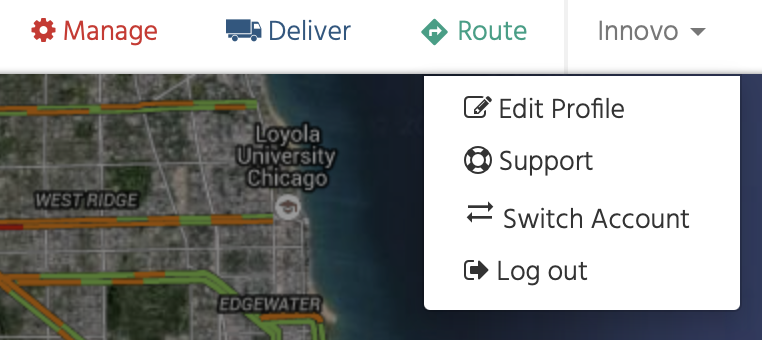 Manage Deliver Route Innovo
Edit Profile
Loyola
University
Chicago
Support
WEST RIDGE
Switch Account
Log out
EDGEWATER